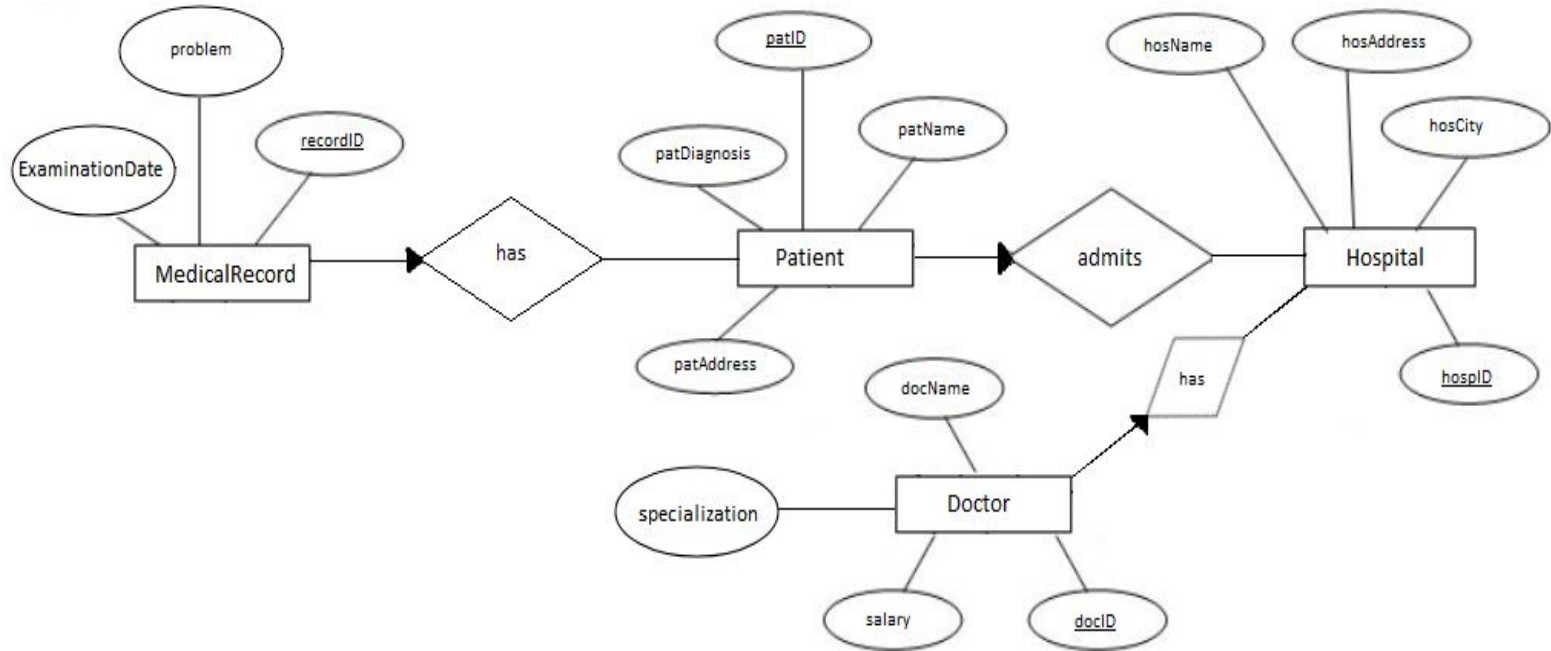 problem
patID
hosName
hosAddress
ExaminationDate
recordID
patDiagnosis
patName
hosCity
MedicalRecord
has
Patient
admits
Hospital
patAddress
docName
has
hospID
specialization
Doctor
salary
docID